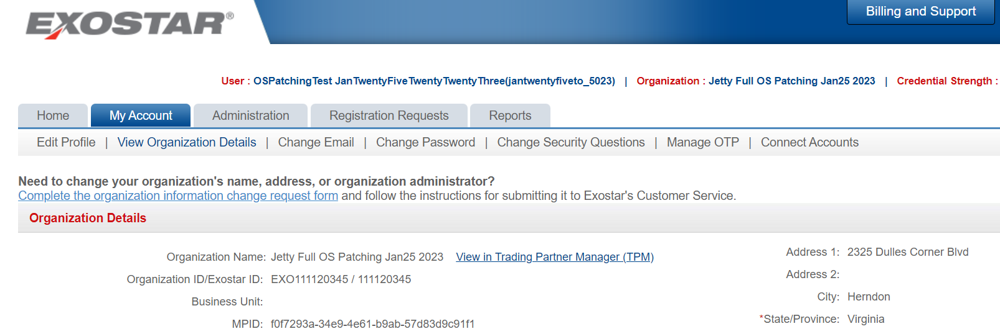 EXOSTAR®
Billing and Support
User : OSPatchingTest JanTwentyFiveTwentyTwentyThree(jantwentyfiveto_5023) | Organization : Jetty Full OS Patching Jan25 2023 | Credential Strength :
Home My Account Administration Registration Requests Reports
Edit Profile | View Organization Details | Change Email | Change Password | Change Security Questions | Manage OTP | Connect Accounts
Need to change your organization's name, address, or organization administrator?
Complete the organization information change request form and follow the instructions for submitting it to Exostar's Customer Service.
Organization Details
Organization Name: Jetty Full OS Patching Jan25 2023 View in Trading Partner Manager (TPM)
Organization ID/Exostar ID: EXO111120345 / 111120345
Business Unit:
MPID: f0f7293a-34e9-4e61-b9ab-57d83d9c91f1
Address 1: 2325 Dulles Corner Blvd
Address 2:
City: Herndon
*State/Province: Virginia